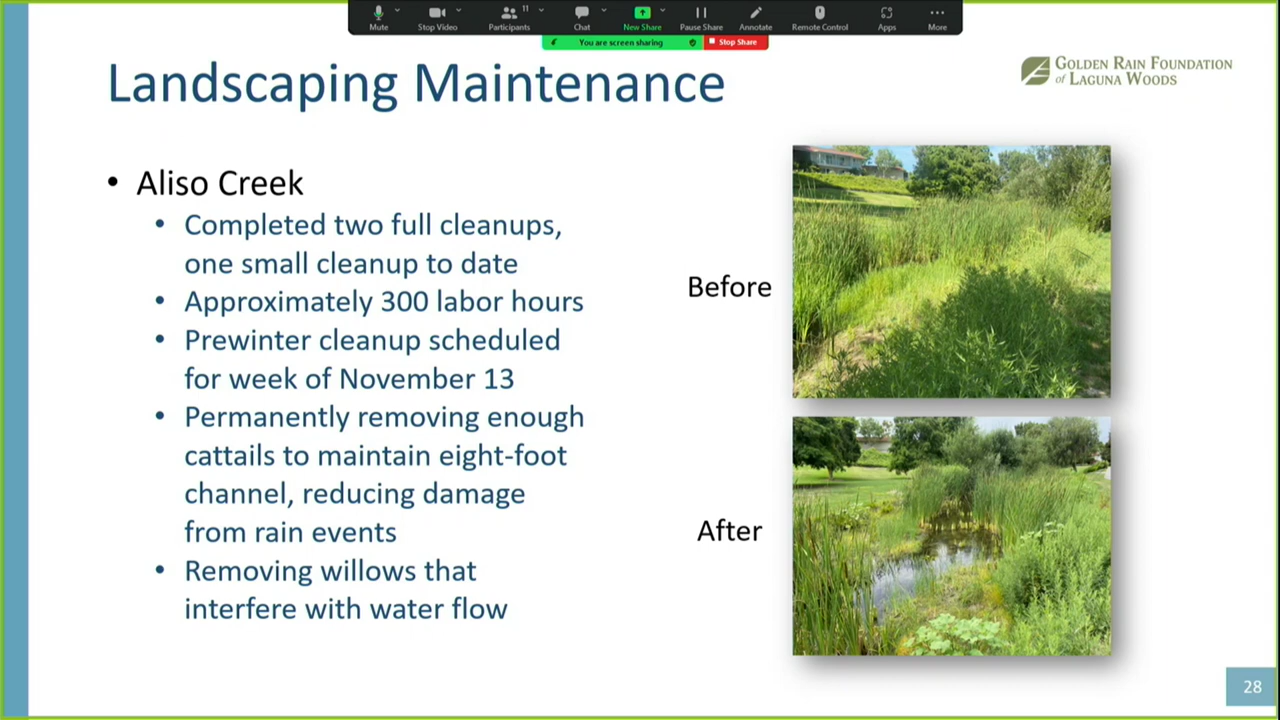 11
Mute
Stop Video
Participants
Chat
New Share
Pause Share
Annotate
Remote Control
Apps
More
You are screen sharing
Stop Share
Landscaping Maintenance
GOLDEN RAIN FOUNDATION
of LAGUNA WOODS
• Aliso Creek
• Completed two full cleanups,
one small cleanup to date
• Approximately 300 labor hours
• Prewinter cleanup scheduled
for week of November 13
• Permanently removing enough
cattails to maintain eight-foot
channel, reducing damage
from rain events
• Removing willows that
interfere with water flow
Before
After
28